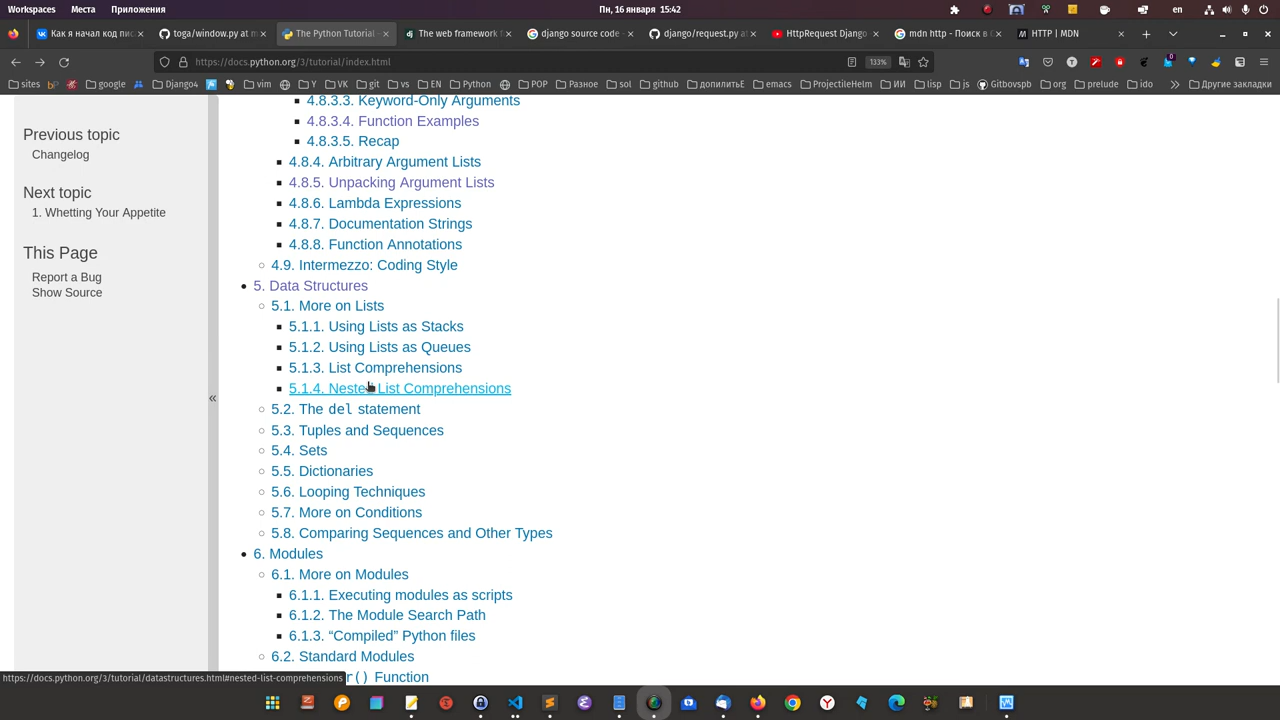 Workspaces Места Приложения Пн, 16 января 15:42 en
Как я начал код пис
toga/window.py at m
The Python Tutorial -
The web framework f
django source code -
django/request.py at
HttpRequest Django
mdn http - Поиск в G
HTTP | MDN
https://docs.python.org/3/tutorial/index.html 133%
sites google Django4 vim Y VK git vs EN Python POP Разное sol github допилитьЕ emacs ProjectileHelm ИИ lisp js Gitbovspb org prelude ido Другие закладки
Previous topic
Changelog
Next topic
1. Whetting Your Appetite
This Page
Report a Bug
Show Source
«
4.8.3.3. Keyword-Only Arguments
4.8.3.4. Function Examples
4.8.3.5. Recap
4.8.4. Arbitrary Argument Lists
4.8.5. Unpacking Argument Lists
4.8.6. Lambda Expressions
4.8.7. Documentation Strings
4.8.8. Function Annotations
4.9. Intermezzo: Coding Style
5. Data Structures
5.1. More on Lists
5.1.1. Using Lists as Stacks
5.1.2. Using Lists as Queues
5.1.3. List Comprehensions
5.1.4. Nested List Comprehensions
5.2. The del statement
5.3. Tuples and Sequences
5.4. Sets
5.5. Dictionaries
5.6. Looping Techniques
5.7. More on Conditions
5.8. Comparing Sequences and Other Types
6. Modules
6.1. More on Modules
6.1.1. Executing modules as scripts
6.1.2. The Module Search Path
6.1.3. “Compiled” Python files
6.2. Standard Modules
r() Function
https://docs.python.org/3/tutorial/datastructures.html#nested-list-comprehensions